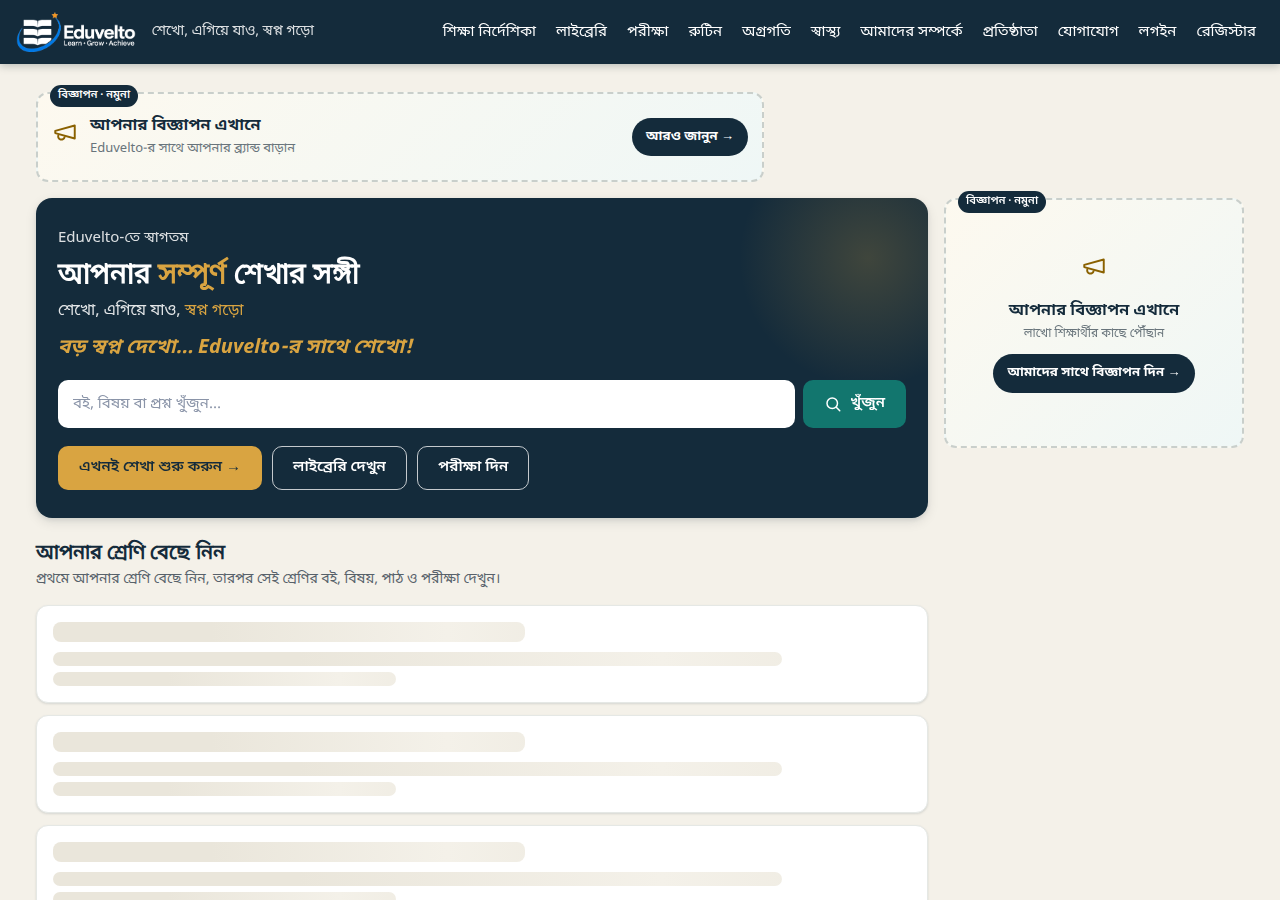 Eduvelto
Learn · Grow · Achieve
শেখো, এগিয়ে যাও, স্বপ্ন গড়ো
শিক্ষা নির্দেশিকা লাইব্রেরি পরীক্ষা রুটিন অগ্রগতি স্বাস্থ্য আমাদের সম্পর্কে প্রতিষ্ঠাতা যোগাযোগ লগইন রেজিস্টার
বিজ্ঞাপন · নমুনা
আপনার বিজ্ঞাপন এখানে
Eduvelto-র সাথে আপনার ব্র্যান্ড বাড়ান
আরও জানুন →
Eduvelto-তে স্বাগতম
আপনার সম্পূর্ণ শেখার সঙ্গী
শেখো, এগিয়ে যাও, স্বপ্ন গড়ো
বড় স্বপ্ন দেখো... Eduvelto-র সাথে শেখো!
বই, বিষয় বা প্রশ্ন খুঁজুন...
খুঁজুন
এখনই শেখা শুরু করুন →
লাইব্রেরি দেখুন
পরীক্ষা দিন
বিজ্ঞাপন · নমুনা
আপনার বিজ্ঞাপন এখানে
লাখো শিক্ষার্থীর কাছে পৌঁছান
আমাদের সাথে বিজ্ঞাপন দিন →
আপনার শ্রেণি বেছে নিন
প্রথমে আপনার শ্রেণি বেছে নিন, তারপর সেই শ্রেণির বই, বিষয়, পাঠ ও পরীক্ষা দেখুন।